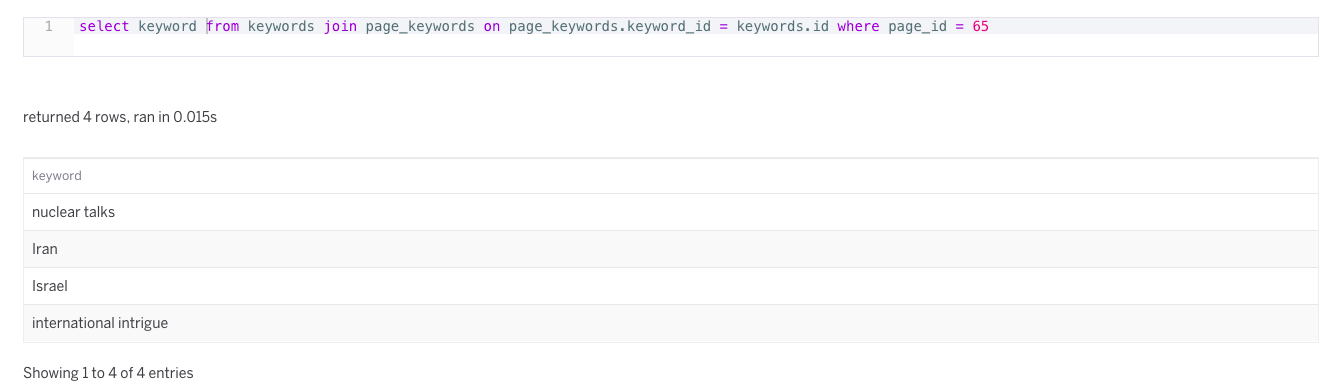 1 select keyword from keywords join page_keywords on page_keywords.keyword_id = keywords.id where page_id = 65
returned 4 rows, ran in 0.015s
keyword
nuclear talks
Iran
Israel
international intrigue
Showing 1 to 4 of 4 entries